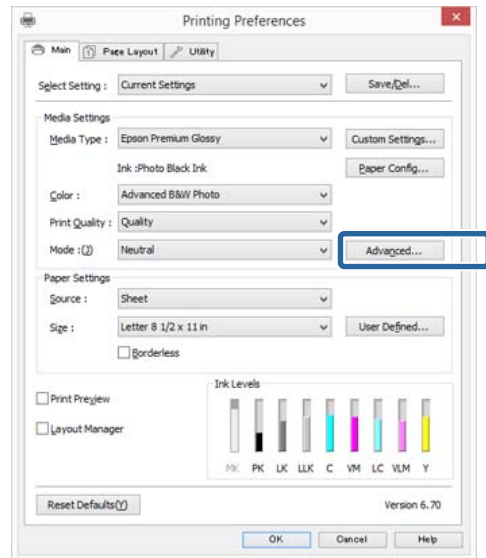 Printing Preferences
Main Page Layout Utility
Select Setting : Current Settings Save/Del...
Media Settings
Media Type : Epson Premium Glossy Custom Settings...
Ink :Photo Black Ink Paper Config...
Color : Advanced B&W Photo
Print Quality : Quality
Mode :(J) Neutral Advanced...
Paper Settings
Source : Sheet
Size : Letter 8 1/2 x 11 in User Defined...
Borderless
Print Preview
Layout Manager
Ink Levels
MK PK LK LLK C VM LC VLM Y
Reset Defaults(Y) Version 6.70
OK Cancel Help